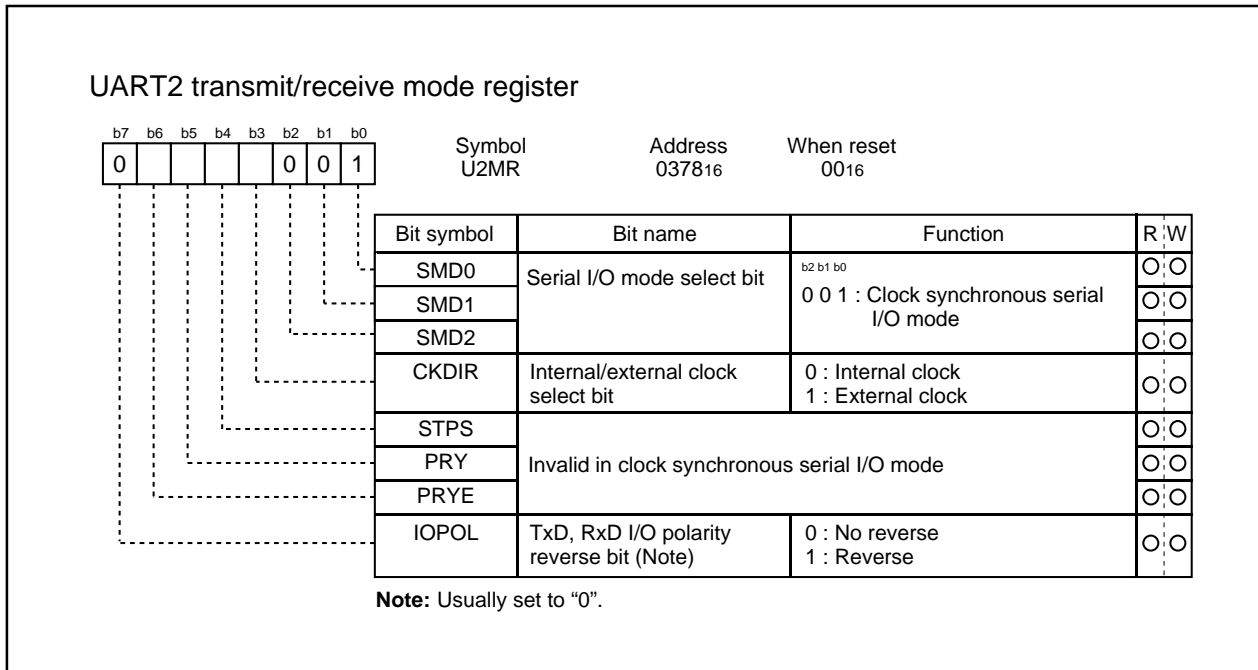 UART2 transmit/receive mode register
b7 b6 b5 b4 b3 b2 b1 b0
0 0 0 1
Symbol Address When reset
U2MR 037816 0016
Bit symbol Bit name Function R W
SMD0 Serial I/O mode select bit b2 b1 b0
SMD1 0 0 1 : Clock synchronous serial
I/O mode
SMD2
CKDIR Internal/external clock 0 : Internal clock
select bit 1 : External clock
STPS
PRY Invalid in clock synchronous serial I/O mode
PRYE
IOPOL TxD, RxD I/O polarity 0 : No reverse
reverse bit (Note) 1 : Reverse
Note: Usually set to “0”.